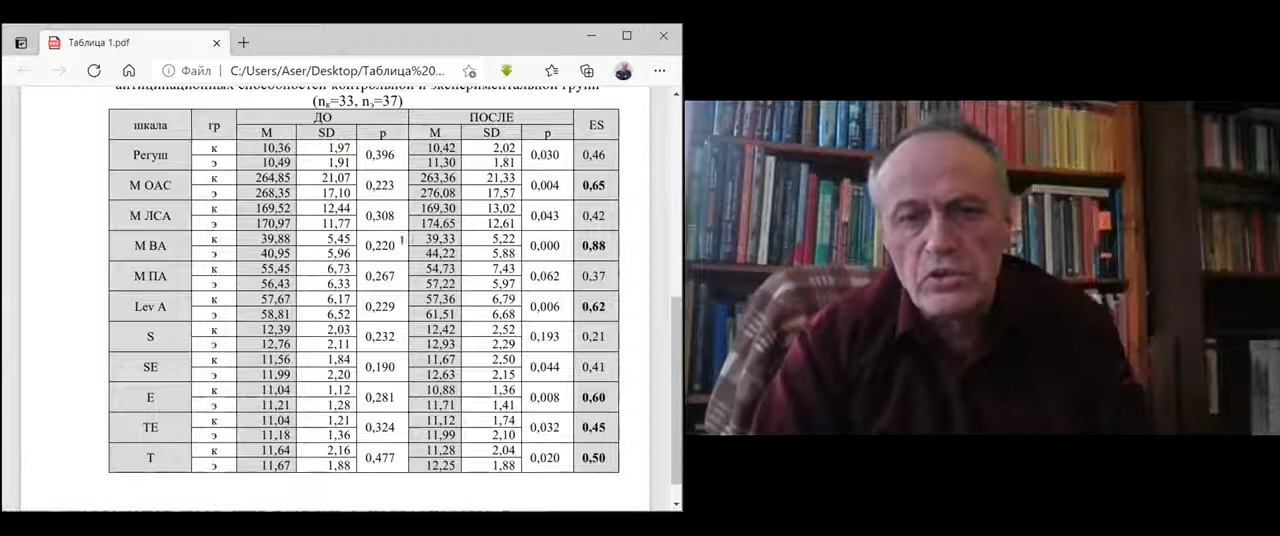 Таблица 1.pdf
Файл C:/Users/Aser/Desktop/Таблица%20...
антиципационных способностей контрольной и экспериментальной групп
(nк=33, nэ=37)
шкала гр ДО ПОСЛЕ ES
M SD p M SD p
Регуш к 10,36 1,97 0,396 10,42 2,02 0,030 0,46
э 10,49 1,91 11,30 1,81
М ОАС к 264,85 21,07 0,223 263,36 21,33 0,004 0,65
э 268,35 17,10 276,08 17,57
М ЛСА к 169,52 12,44 0,308 169,30 13,02 0,043 0,42
э 170,97 11,77 174,65 12,61
М ВА к 39,88 5,45 0,220 39,33 5,22 0,000 0,88
э 40,95 5,96 44,22 5,88
М ПА к 55,45 6,73 0,267 54,73 7,43 0,062 0,37
э 56,43 6,33 57,22 5,97
Lev A к 57,67 6,17 0,229 57,36 6,79 0,006 0,62
э 58,81 6,52 61,51 6,68
S к 12,39 2,03 0,232 12,42 2,52 0,193 0,21
э 12,76 2,11 12,93 2,29
SE к 11,56 1,84 0,190 11,67 2,50 0,044 0,41
э 11,99 2,20 12,63 2,15
E к 11,04 1,12 0,281 10,88 1,36 0,008 0,60
э 11,21 1,28 11,71 1,41
TE к 11,04 1,21 0,324 11,12 1,74 0,032 0,45
э 11,18 1,36 11,99 2,10
T к 11,64 2,16 0,477 11,28 2,04 0,020 0,50
э 11,67 1,88 12,25 1,88